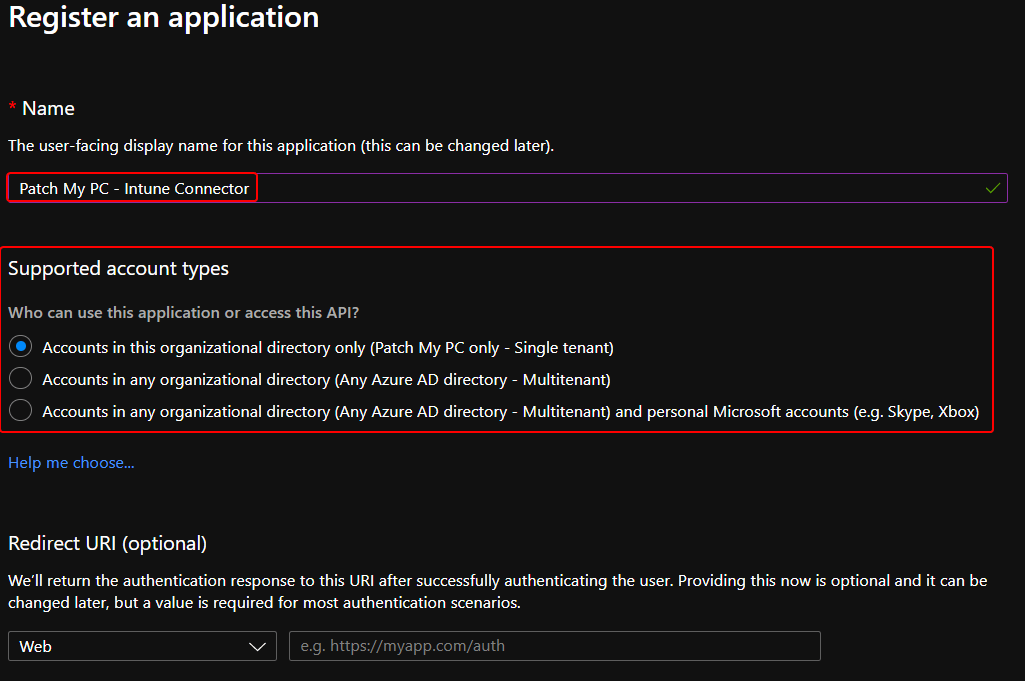 Register an application
* Name
The user-facing display name for this application (this can be changed later).
Patch My PC - Intune Connector
Supported account types
Who can use this application or access this API?
Accounts in this organizational directory only (Patch My PC only - Single tenant)
Accounts in any organizational directory (Any Azure AD directory - Multitenant)
Accounts in any organizational directory (Any Azure AD directory - Multitenant) and personal Microsoft accounts (e.g. Skype, Xbox)
Help me choose...
Redirect URI (optional)
We'll return the authentication response to this URI after successfully authenticating the user. Providing this now is optional and it can be
changed later, but a value is required for most authentication scenarios.
Web
e.g. https://myapp.com/auth